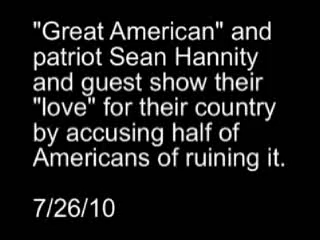 "Great American" and
patriot Sean Hannity
and guest show their
"love" for their country
by accusing half of
Americans of ruining it.
7/26/10